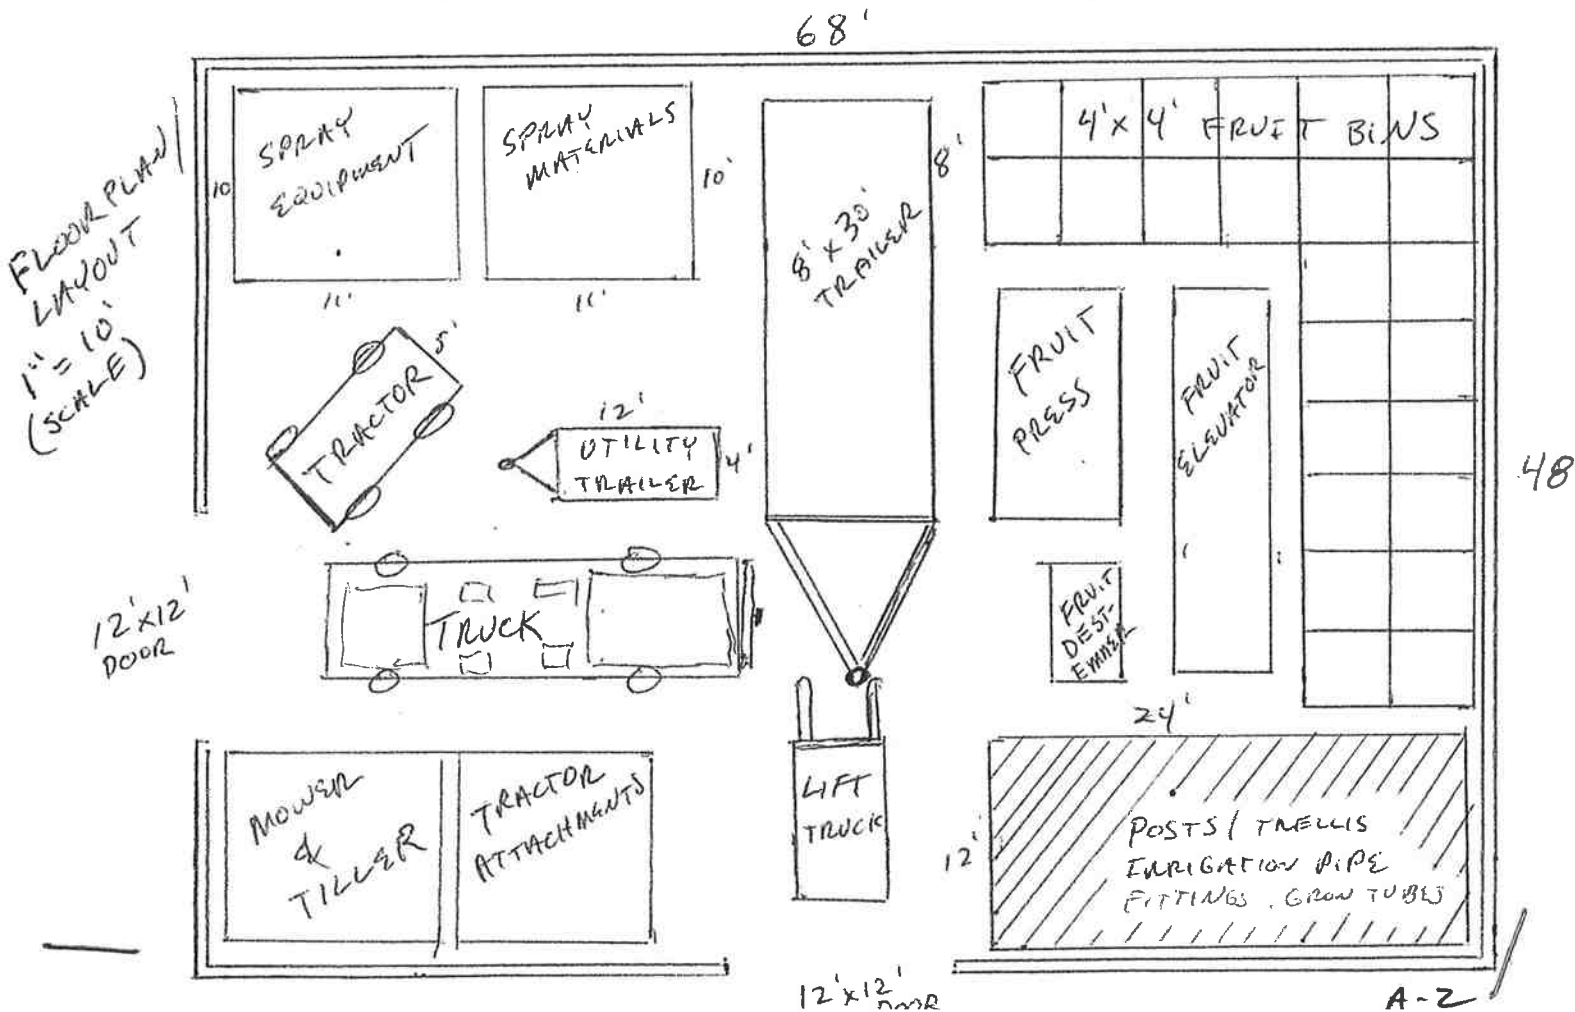 68'
FLOOR PLAN
LAYOUT
1" = 10'
(SCALE)
SPRAY
EQUIPMENT
10
11'
SPRAY
MATERIALS
10'
11'
8' x 30'
TRAILER
8'
4' x 4' FRUIT BINS
TRACTOR
5'
12'
UTILITY
TRAILER
4'
FRUIT
PRESS
FRUIT
ELEVATOR
48
12'x12'
DOOR
TRUCK
FRUIT
DEST-
EMMER
MOWER
&
TILLER
TRACTOR
ATTACHMENTS
LIFT
TRUCK
24'
12'
POSTS/TRELLIS
IRRIGATION PIPE
FITTINGS, GROW TUBES
12'x12'
DOOR
A-2